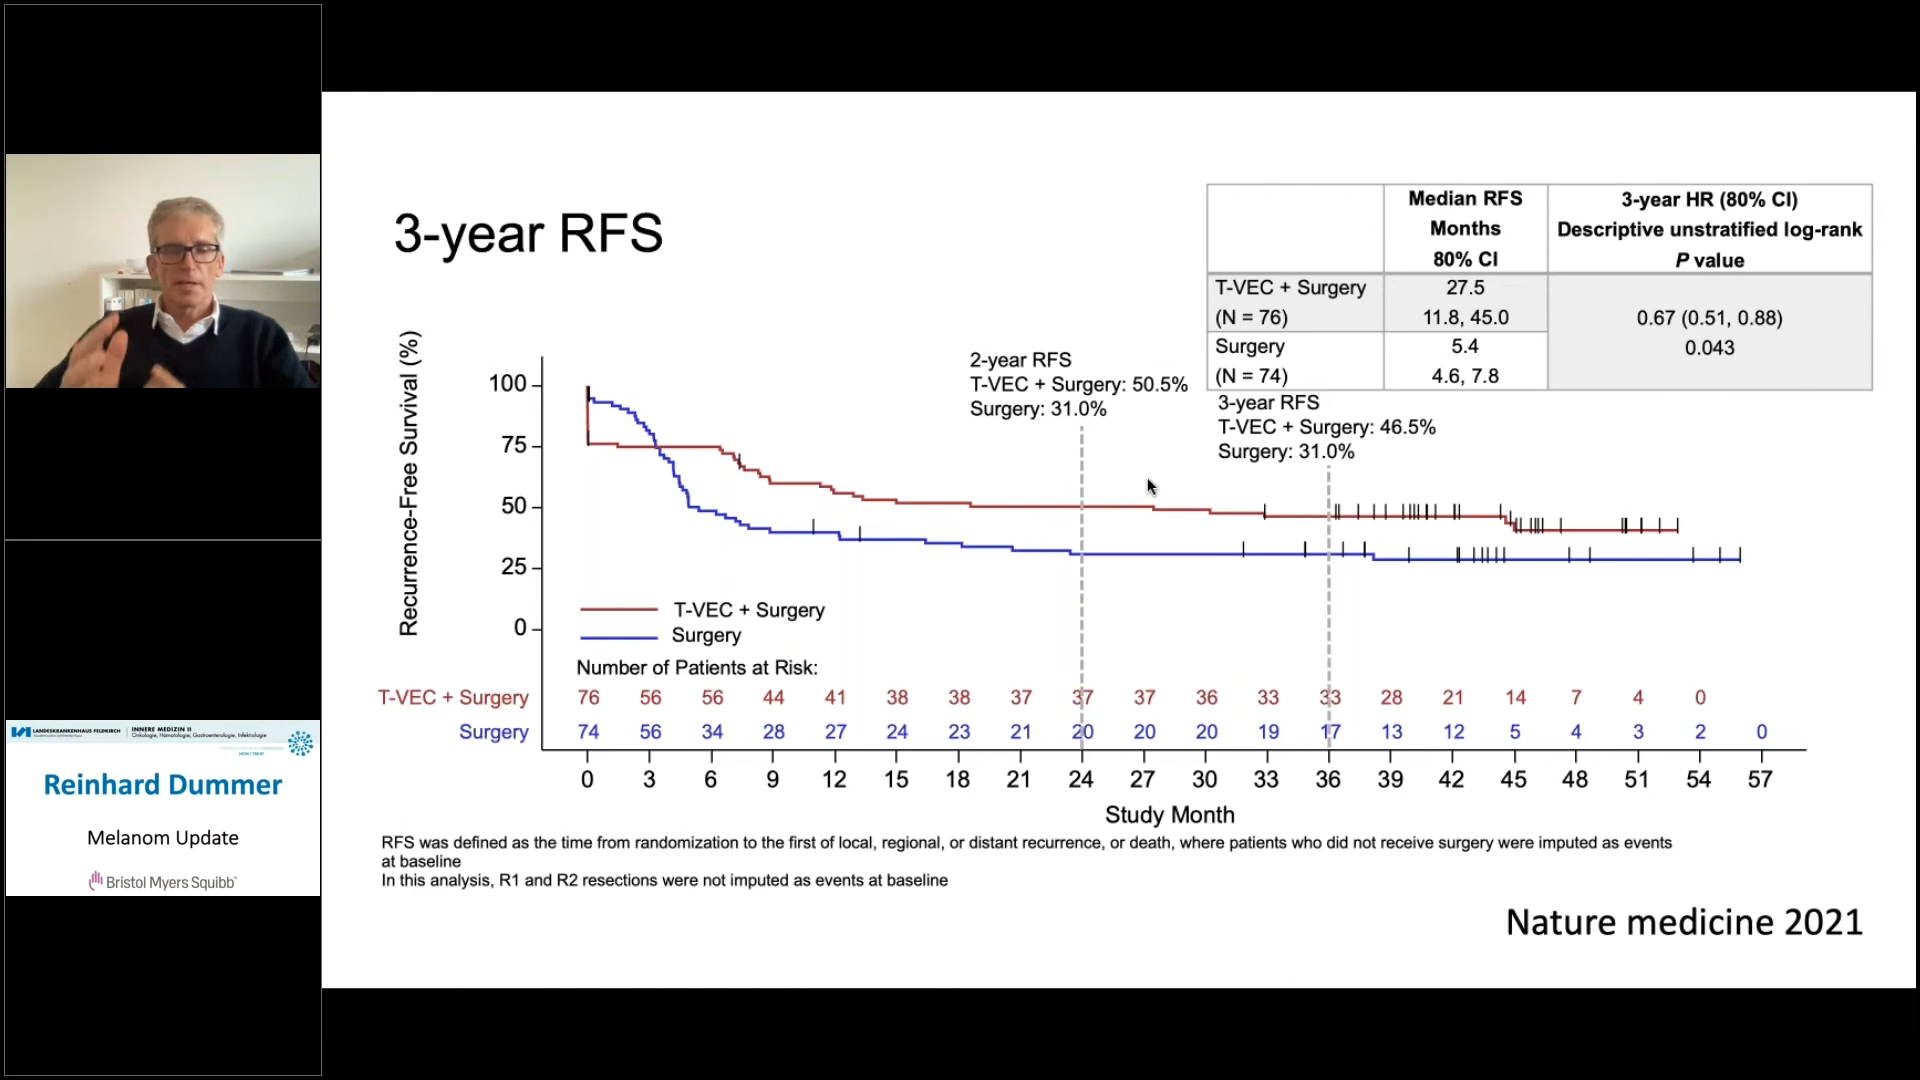 3-year RFS
Median RFS
Months
80% CI
3-year HR (80% CI)
Descriptive unstratified log-rank
P value
T-VEC + Surgery
(N = 76)
27.5
11.8, 45.0
0.67 (0.51, 0.88)
0.043
Surgery
(N = 74)
5.4
4.6, 7.8
2-year RFS
T-VEC + Surgery: 50.5%
Surgery: 31.0%
3-year RFS
T-VEC + Surgery: 46.5%
Surgery: 31.0%
Recurrence-Free Survival (%)
100
75
50
25
0
T-VEC + Surgery
Surgery
Number of Patients at Risk:
T-VEC + Surgery 76 56 56 44 41 38 38 37 37 37 36 33 33 28 21 14 7 4 0
Surgery 74 56 34 28 27 24 23 21 20 20 20 19 17 13 12 5 4 3 2 0
0 3 6 9 12 15 18 21 24 27 30 33 36 39 42 45 48 51 54 57
Study Month
RFS was defined as the time from randomization to the first of local, regional, or distant recurrence, or death, where patients who did not receive surgery were imputed as events
at baseline
In this analysis, R1 and R2 resections were not imputed as events at baseline
Nature medicine 2021
LANDESKRANKENHAUS FELDKIRCH
INNERE MEDIZIN II
Onkologie, Hämatologie, Gastroenterologie, Infektiologie
Reinhard Dummer
Melanom Update
Bristol Myers Squibb™